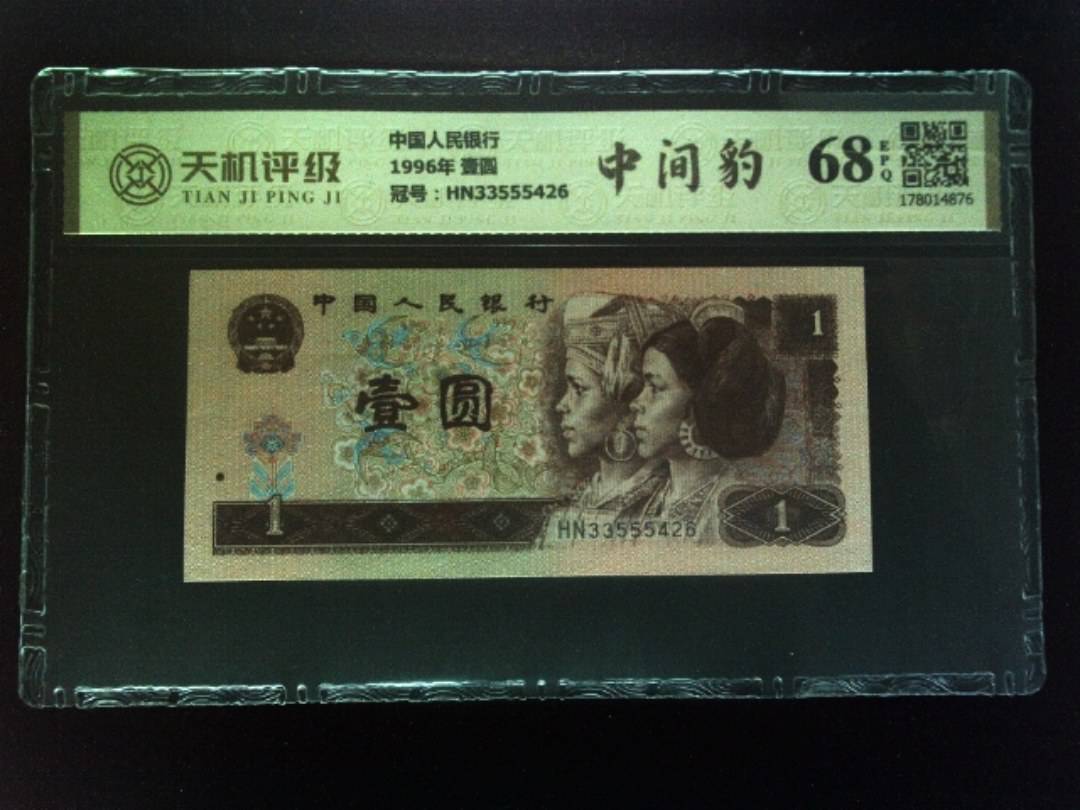 天机评级
TIAN JI PING JI
中国人民银行
1996年 壹圆
冠号：HN33555426
中间豹
68
EPQ
178014876
中国人民银行
1
壹圆
1
HN33555426
1